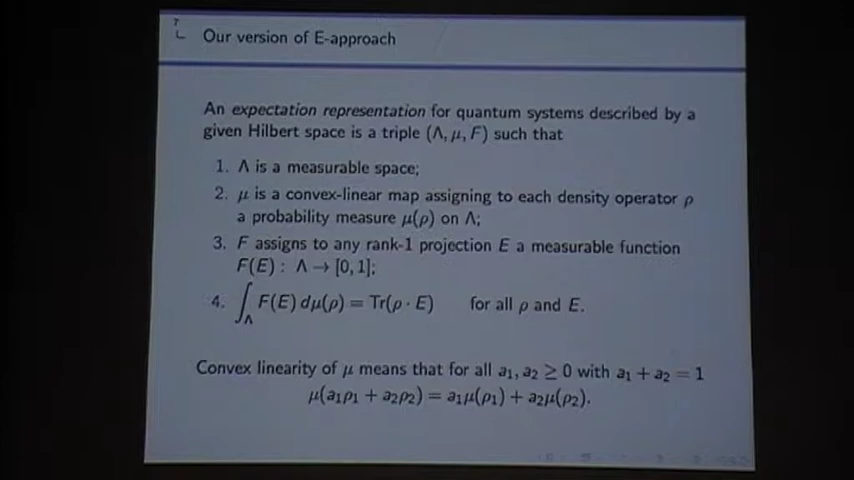 Our version of E-approach
An expectation representation for quantum systems described by a
given Hilbert space is a triple (Λ, μ, F) such that
1. Λ is a measurable space;
2. μ is a convex-linear map assigning to each density operator ρ
a probability measure μ(ρ) on Λ;
3. F assigns to any rank-1 projection E a measurable function
F(E) : Λ → [0, 1];
4. ∫_Λ F(E) dμ(ρ) = Tr(ρ · E) for all ρ and E.
Convex linearity of μ means that for all a₁, a₂ ≥ 0 with a₁ + a₂ = 1
μ(a₁ρ₁ + a₂ρ₂) = a₁μ(ρ₁) + a₂μ(ρ₂).